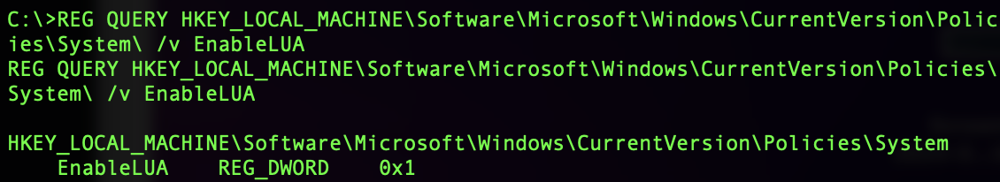 C:\>REG QUERY HKEY_LOCAL_MACHINE\Software\Microsoft\Windows\CurrentVersion\Polic
ies\System\ /v EnableLUA
REG QUERY HKEY_LOCAL_MACHINE\Software\Microsoft\Windows\CurrentVersion\Policies\
System\ /v EnableLUA
HKEY_LOCAL_MACHINE\Software\Microsoft\Windows\CurrentVersion\Policies\System
    EnableLUA    REG_DWORD    0x1